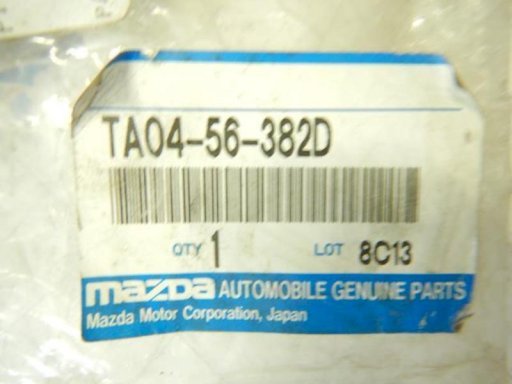 TA04-56-382D
QTY 1 LOT 8C13
mazda AUTOMOBILE GENUINE PARTS
Mazda Motor Corporation, Japan